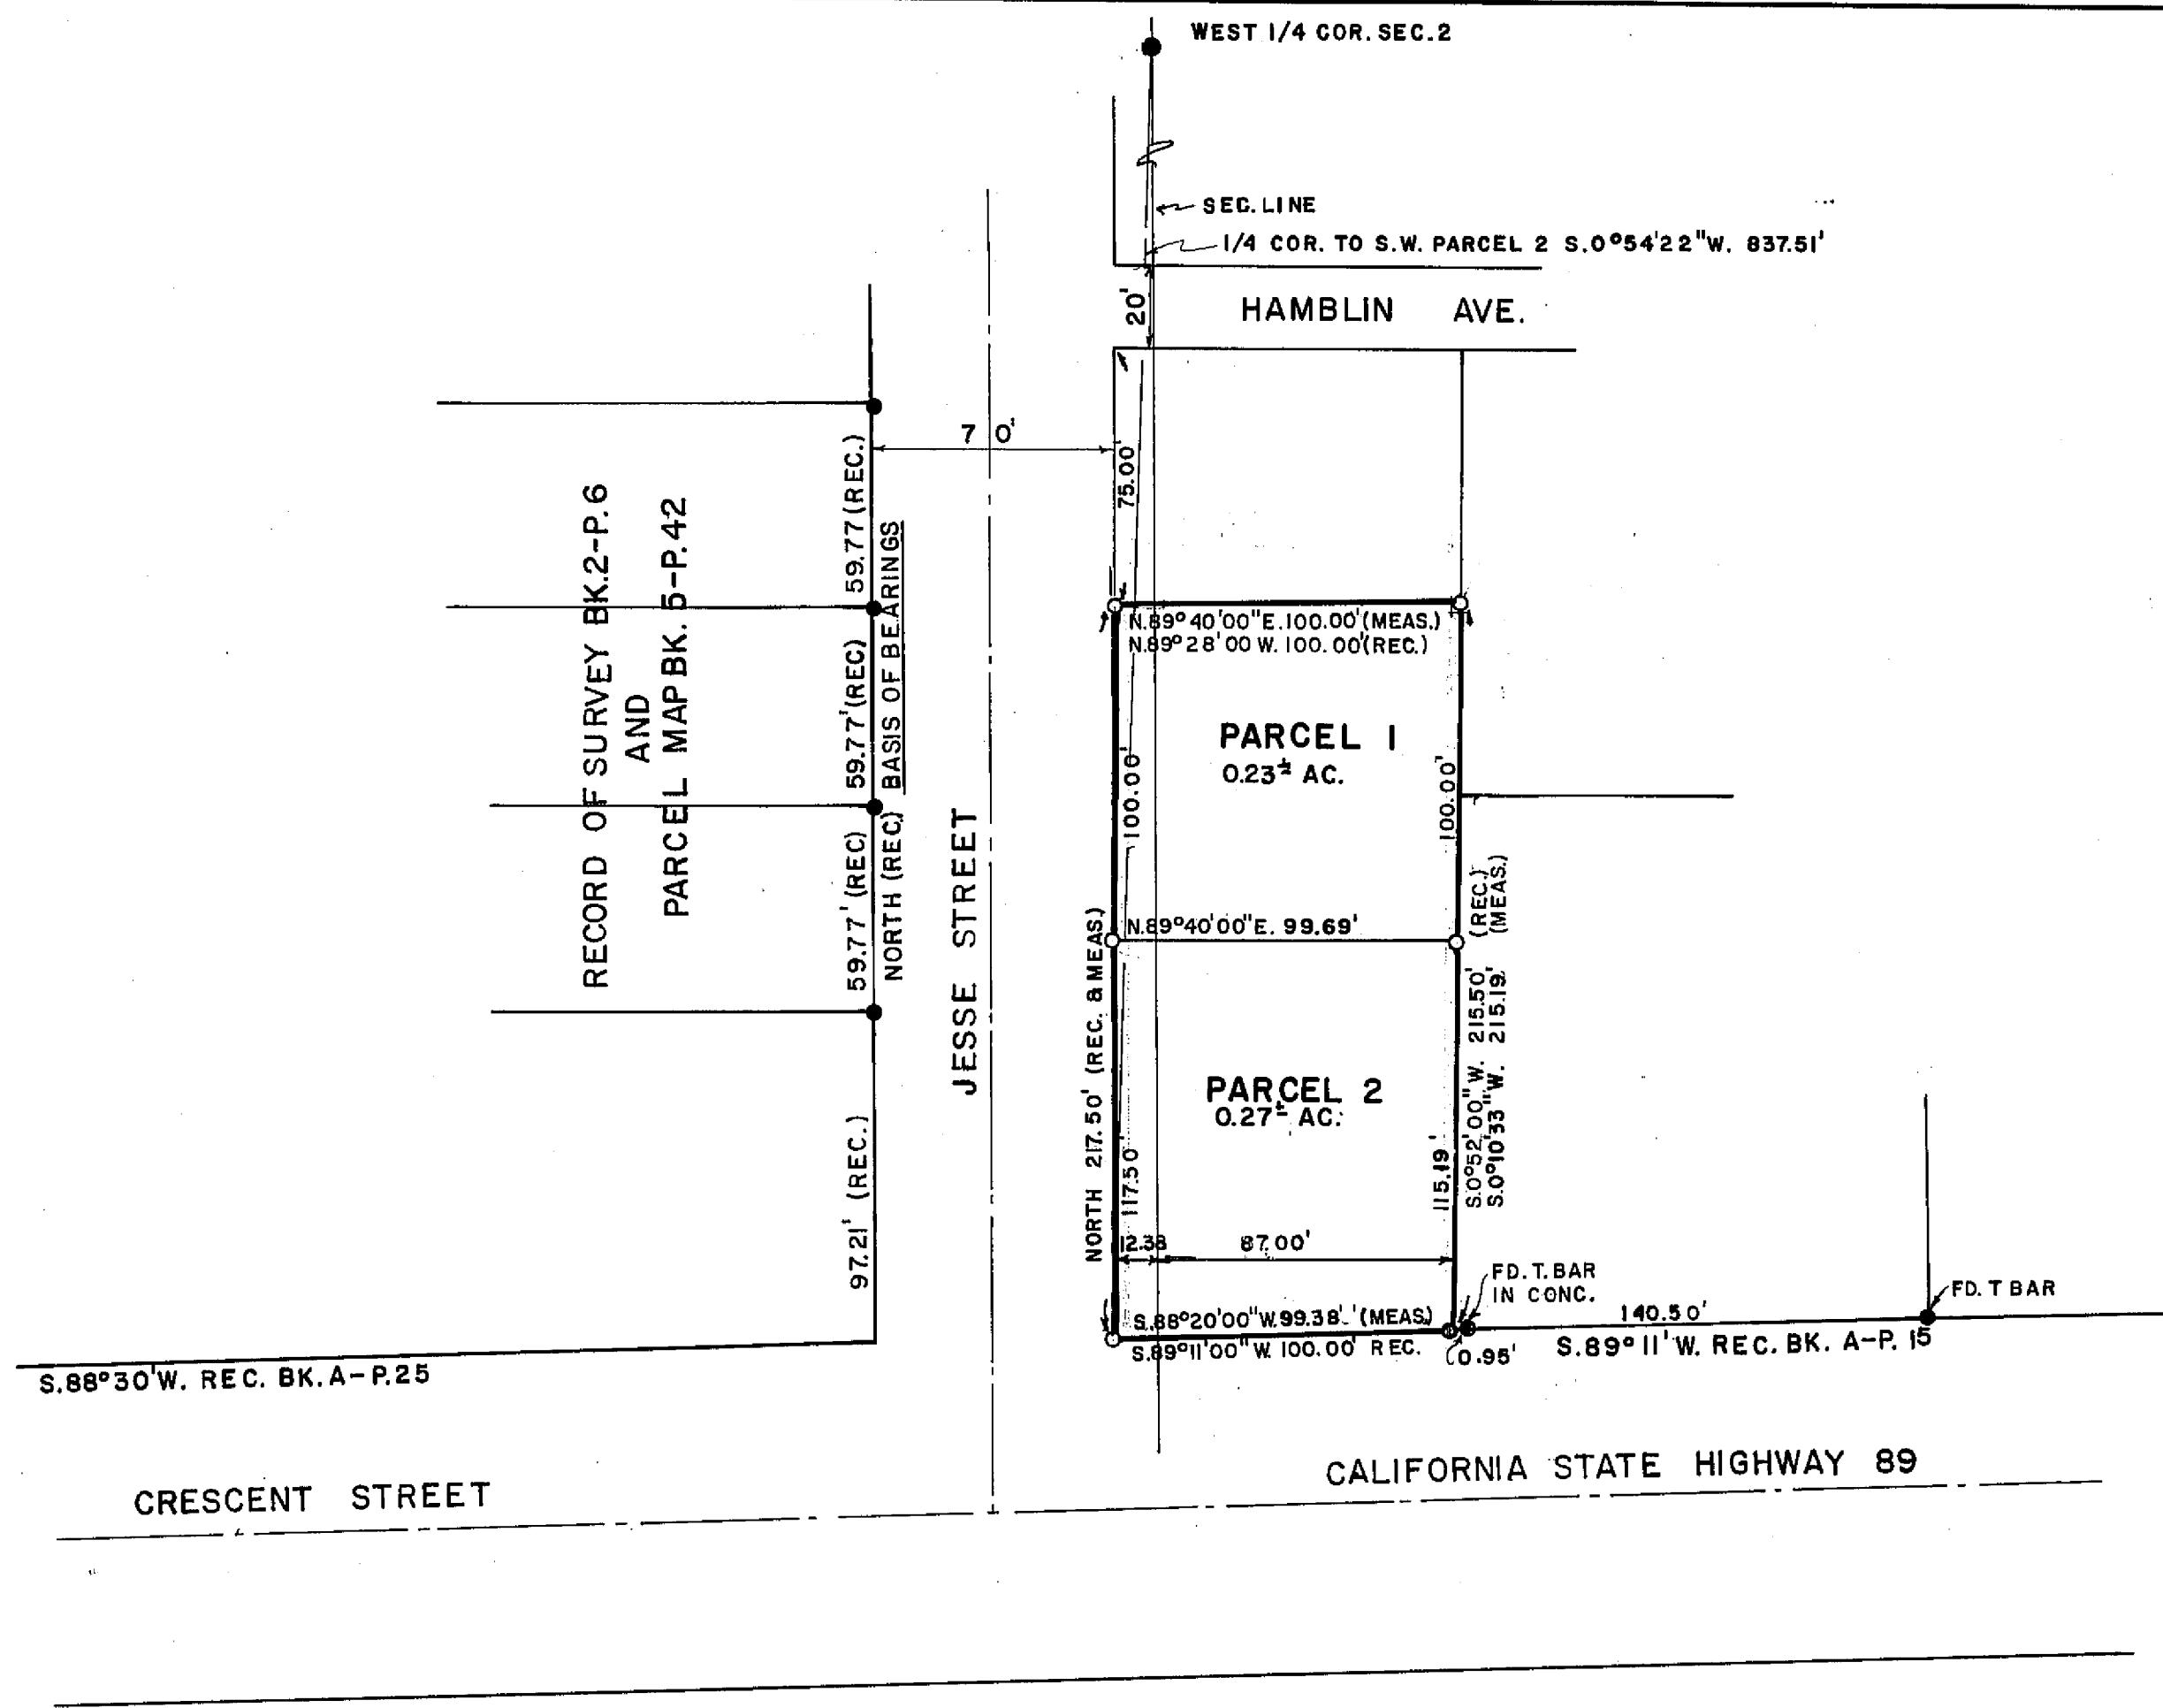 WEST 1/4 COR. SEC. 2
SEC. LINE
1/4 COR. TO S.W. PARCEL 2 S.0°54'22"W. 837.51'
20'
HAMBLIN AVE.
70'
75.00'
RECORD OF SURVEY BK.2-P.6
AND
PARCEL MAP BK. 5-P.42
59.77 (REC.)
59.77'(REC)
59.77' (REC)
97.21' (REC.)
NORTH (REC) BASIS OF BEARINGS
JESSE STREET
N.89°40'00"E. 100.00'(MEAS.)
N.89°28'00 W. 100.00'(REC.)
PARCEL 1
0.23± AC.
100.00'
100.00'
N.89°40'00"E. 99.69'
NORTH 217.50' (REC. & MEAS.)
S.0°52'00"W. 215.50' (REC.)
S.0°10'33"W. 215.19' (MEAS.)
PARCEL 2
0.27± AC.
117.50'
115.19'
12.38
87.00'
FD. T. BAR
IN CONC.
S.88°20'00"W. 99.38' (MEAS.)
S.89°11'00"W. 100.00' REC.
0.95'
140.50'
FD. T BAR
S.89°11'W. REC. BK. A-P. 15
S.88°30'W. REC. BK. A-P.25
CRESCENT STREET
CALIFORNIA STATE HIGHWAY 89